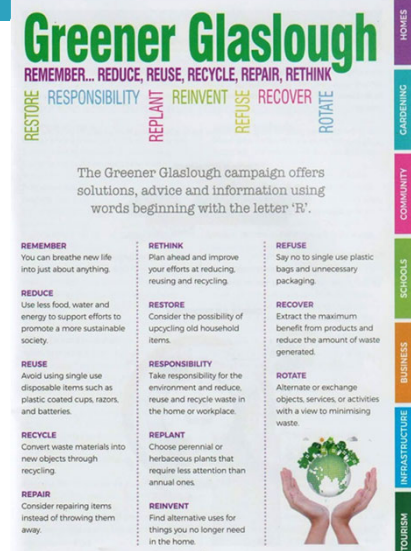 Greener Glaslough
REMEMBER... REDUCE, REUSE, RECYCLE, REPAIR, RETHINK
RESTORE
RESPONSIBILITY
REPLANT
REINVENT
REFUSE
RECOVER
ROTATE
The Greener Glaslough campaign offers
solutions, advice and information using
words beginning with the letter ‘R’.
REMEMBER
You can breathe new life
into just about anything.
REDUCE
Use less food, water and
energy to support efforts to
promote a more sustainable
society.
REUSE
Avoid using single use
disposable items such as
plastic coated cups, razors,
and batteries.
RECYCLE
Convert waste materials into
new objects through
recycling.
REPAIR
Consider repairing items
instead of throwing them
away.
RETHINK
Plan ahead and improve
your efforts at reducing,
reusing and recycling.
RESTORE
Consider the possibility of
upcycling old household
items.
RESPONSIBILITY
Take responsibility for the
environment and reduce,
reuse and recycle waste in
the home or workplace.
REPLANT
Choose perennial or
herbaceous plants that
require less attention than
annual ones.
REINVENT
Find alternative uses for
things you no longer need
in the home.
REFUSE
Say no to single use plastic
bags and unnecessary
packaging.
RECOVER
Extract the maximum
benefit from products and
reduce the amount of waste
generated.
ROTATE
Alternate or exchange
objects, services, or activities
with a view to minimising
waste.
HOMES
GARDENING
COMMUNITY
SCHOOLS
BUSINESS
INFRASTRUCTURE
TOURISM